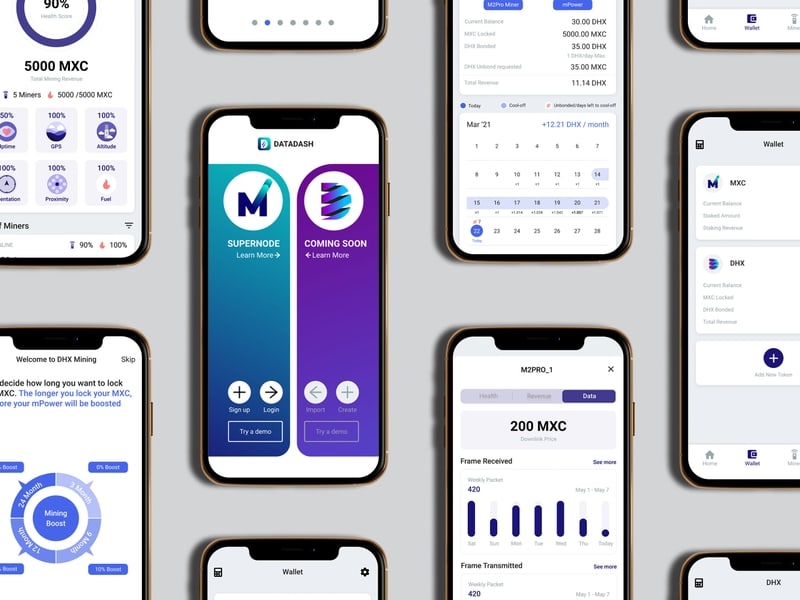 90%
Health Score
5000 MXC
Total Mining Revenue
5 Miners
5000 /5000 MXC
50%
100%
100%
Uptime
GPS
Altitude
100%
100%
100%
Orientation
Proximity
Fuel
of Miners
90%
100%
Welcome to DHX Mining
Skip
decide how long you want to lock
MXC. The longer you lock your MXC,
more your mPower will be boosted
% Boost
0% Boost
24 Month
3 Month
Mining
Boost
12 Month
9 Month
Boost
10% Boost
DATADASH
SUPERNODE
Learn More
COMING SOON
Learn More
Sign up
Login
Import
Create
Try a demo
Try a demo
Wallet
M2Pro Miner
mPower
Current Balance
30.00 DHX
MXC Locked
5000.00 MXC
DHX Bonded
35.00 DHX
1 DHX/day Max.
DHX Unbond requested
35.00 MXC
Total Revenue
11.14 DHX
Today
Cool-off
Unbonded/days left to cool-off
Mar '21
+12.21 DHX / month
1 2 3 4 5 6 7
8 9 10 11 12 13 14
15 16 17 18 19 20 21
7
22 23 24 25 26 27 28
Today
M2PRO_1
Health
Revenue
Data
200 MXC
Downlink Price
Frame Received
See more
Weekly Packet
420
May 1 - May 7
Sat Sun Mon Tue Wed Thu Today
Frame Transmitted
See more
Weekly Packet
420
May 1 - May 7
Home
Wallet
Mine
Wallet
MXC
Current Balance
Staked Amount
Staking Revenue
DHX
Current Balance
MXC Locked
DHX Bonded
Total Revenue
Add New Token
Home
Wallet
Mine
DHX